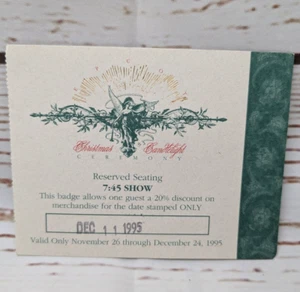 EPCOT
Christmas Candlelight
CEREMONY
Reserved Seating
7:45 SHOW
This badge allows one guest a 20% discount on
merchandise for the date stamped ONLY
DEC 11 1995
Valid Only November 26 through December 24, 1995